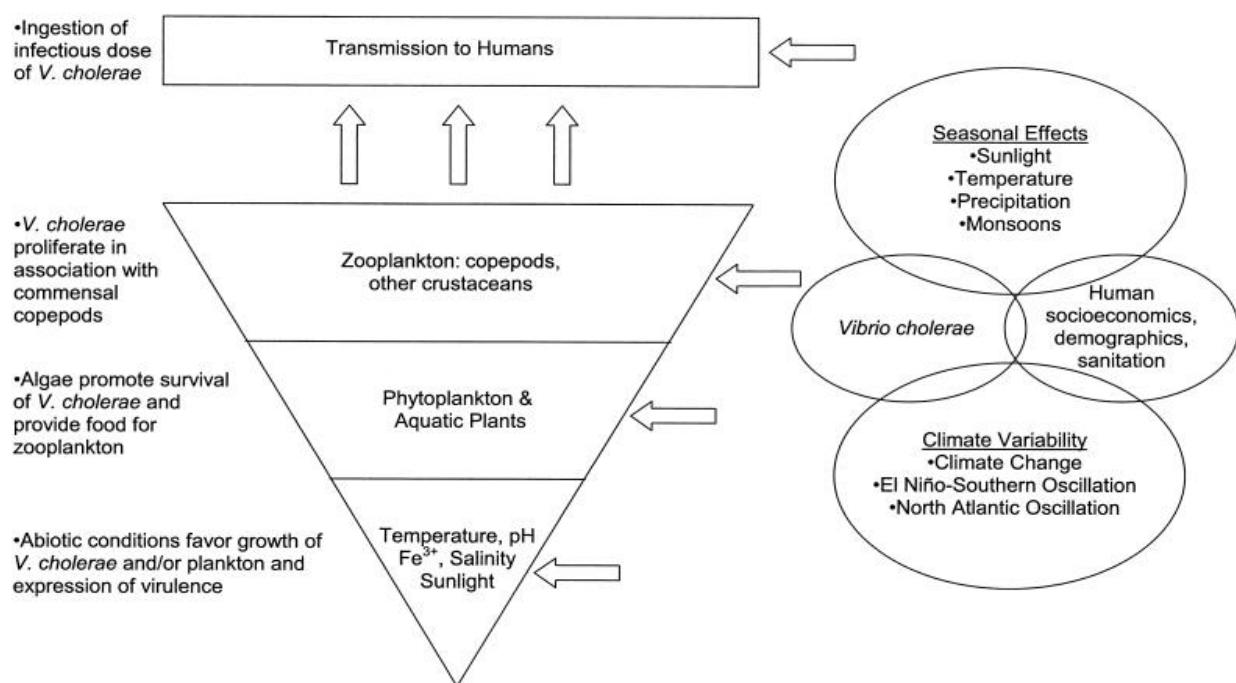 •Ingestion of
infectious dose
of V. cholerae
Transmission to Humans
•V. cholerae
proliferate in
association with
commensal
copepods
Zooplankton: copepods,
other crustaceans
•Algae promote survival
of V. cholerae and
provide food for
zooplankton
Phytoplankton &
Aquatic Plants
•Abiotic conditions favor growth of
V. cholerae and/or plankton and
expression of virulence
Temperature, pH
Fe³⁺, Salinity
Sunlight
Seasonal Effects
•Sunlight
•Temperature
•Precipitation
•Monsoons
Vibrio cholerae
Human
socioeconomics,
demographics,
sanitation
Climate Variability
•Climate Change
•El Niño-Southern Oscillation
•North Atlantic Oscillation